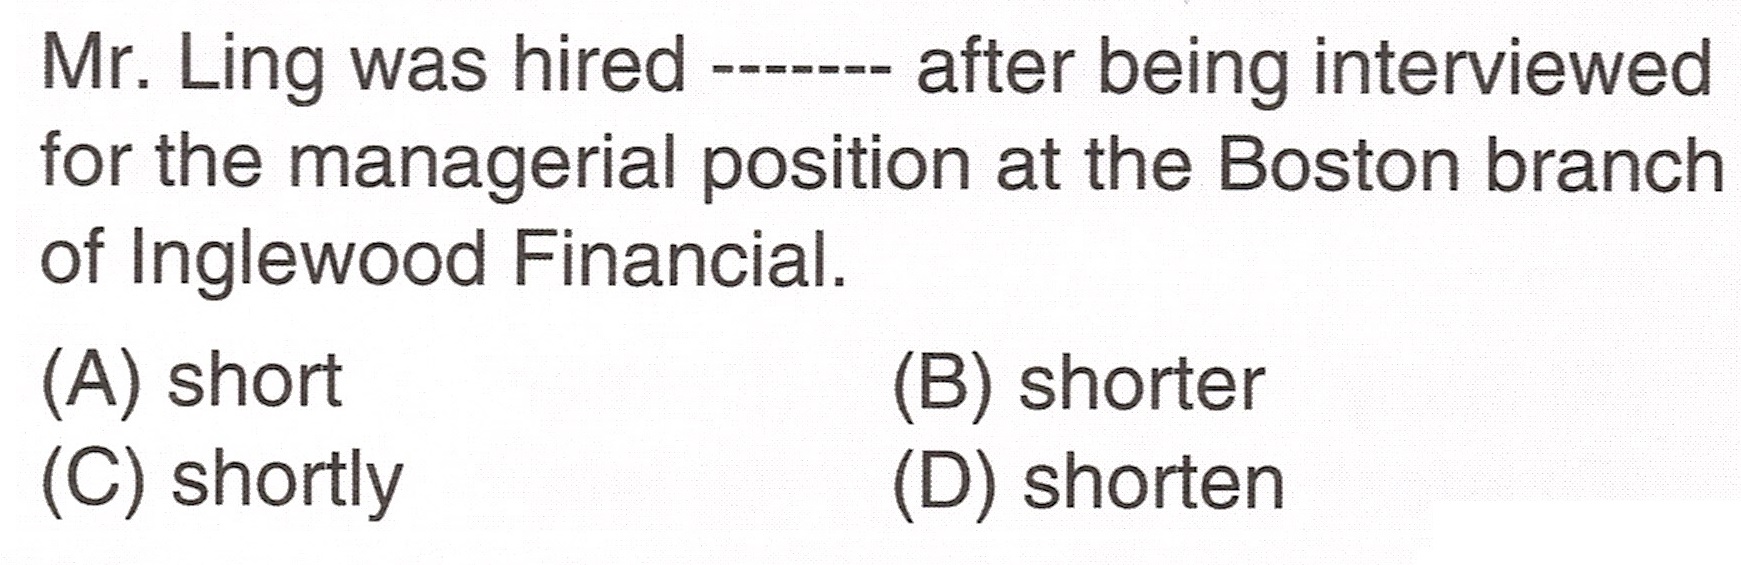 Mr. Ling was hired ------- after being interviewed
for the managerial position at the Boston branch
of Inglewood Financial.
(A) short (B) shorter
(C) shortly (D) shorten